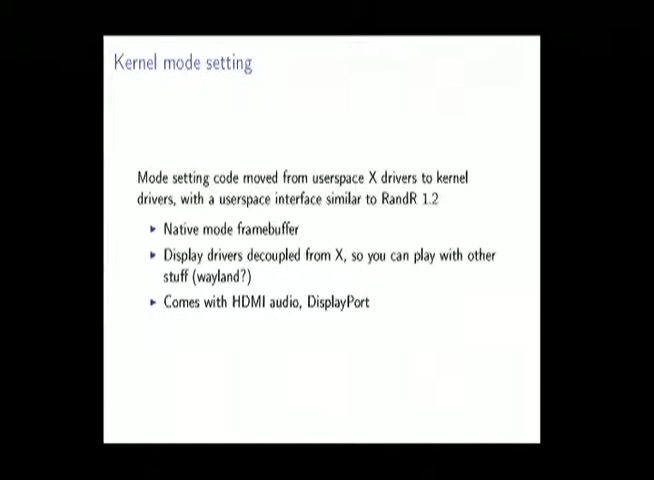 Kernel mode setting
Mode setting code moved from userspace X drivers to kernel
drivers, with a userspace interface similar to RandR 1.2
Native mode framebuffer
Display drivers decoupled from X, so you can play with other
stuff (wayland?)
Comes with HDMI audio, DisplayPort